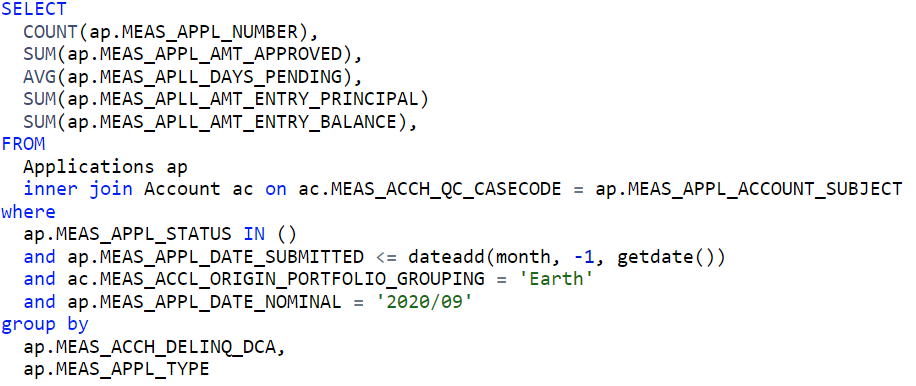 SELECT
COUNT(ap.MEAS_APPL_NUMBER),
SUM(ap.MEAS_APPL_AMT_APPROVED),
AVG(ap.MEAS_APLL_DAYS_PENDING),
SUM(ap.MEAS_APLL_AMT_ENTRY_PRINCIPAL)
SUM(ap.MEAS_APLL_AMT_ENTRY_BALANCE),
FROM
Applications ap
inner join Account ac on ac.MEAS_ACCH_QC_CASECODE = ap.MEAS_APPL_ACCOUNT_SUBJECT
where
ap.MEAS_APPL_STATUS IN ()
and ap.MEAS_APPL_DATE_SUBMITTED <= dateadd(month, -1, getdate())
and ac.MEAS_ACCL_ORIGIN_PORTFOLIO_GROUPING = 'Earth'
and ap.MEAS_APPL_DATE_NOMINAL = '2020/09'
group by
ap.MEAS_ACCH_DELINQ_DCA,
ap.MEAS_APPL_TYPE